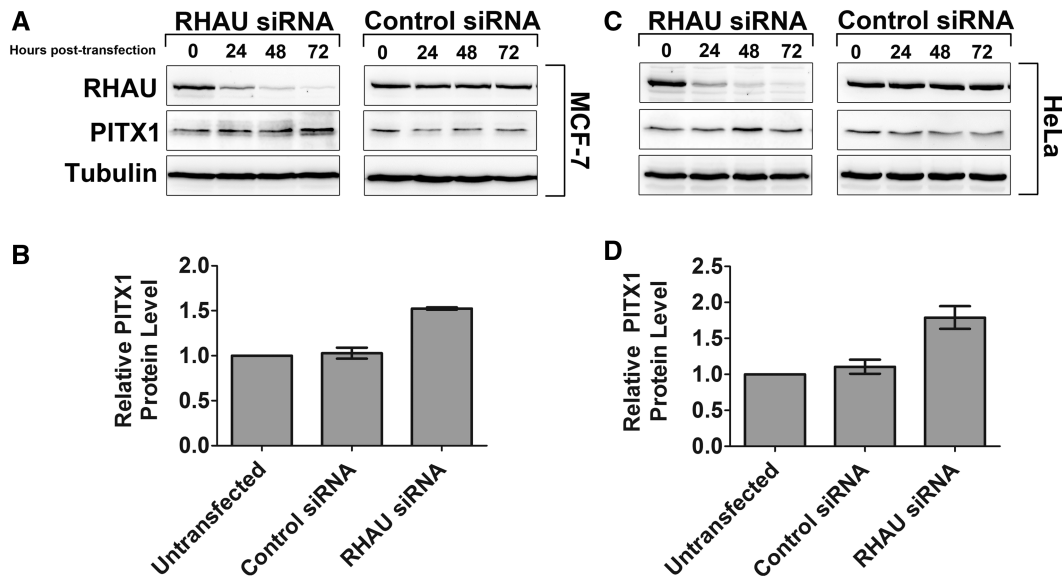 A
RHAU siRNA
Control siRNA
Hours post-transfection
0 24 48 72
0 24 48 72
RHAU
PITX1
Tubulin
MCF-7
C
RHAU siRNA
Control siRNA
0 24 48 72
0 24 48 72
HeLa
B
Relative PITX1
Protein Level
2.0
1.5
1.0
0.5
0.0
Untransfected
Control siRNA
RHAU siRNA
D
Relative PITX1
Protein Level
2.5
2.0
1.5
1.0
0.5
0.0
Untransfected
Control siRNA
RHAU siRNA